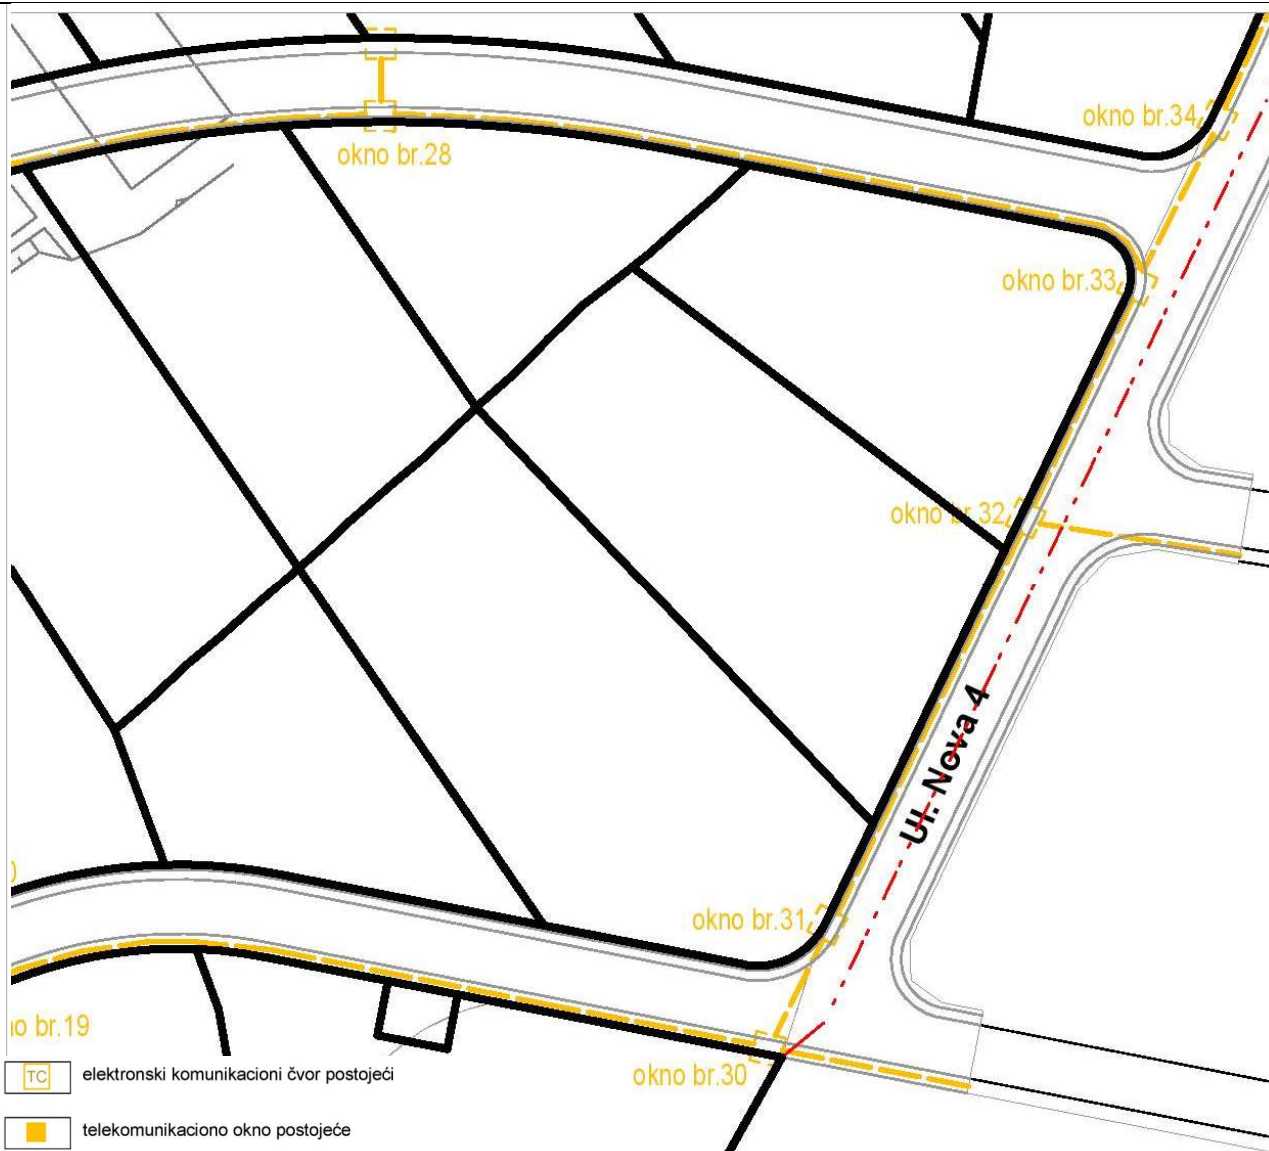 okno br.34
okno br.28
okno br.33
okno br.32
Ul. Nova 4
okno br.31
br.19
okno br.30
TC elektronski komunikacioni čvor postojeći
telekomunikaciono okno postojeće